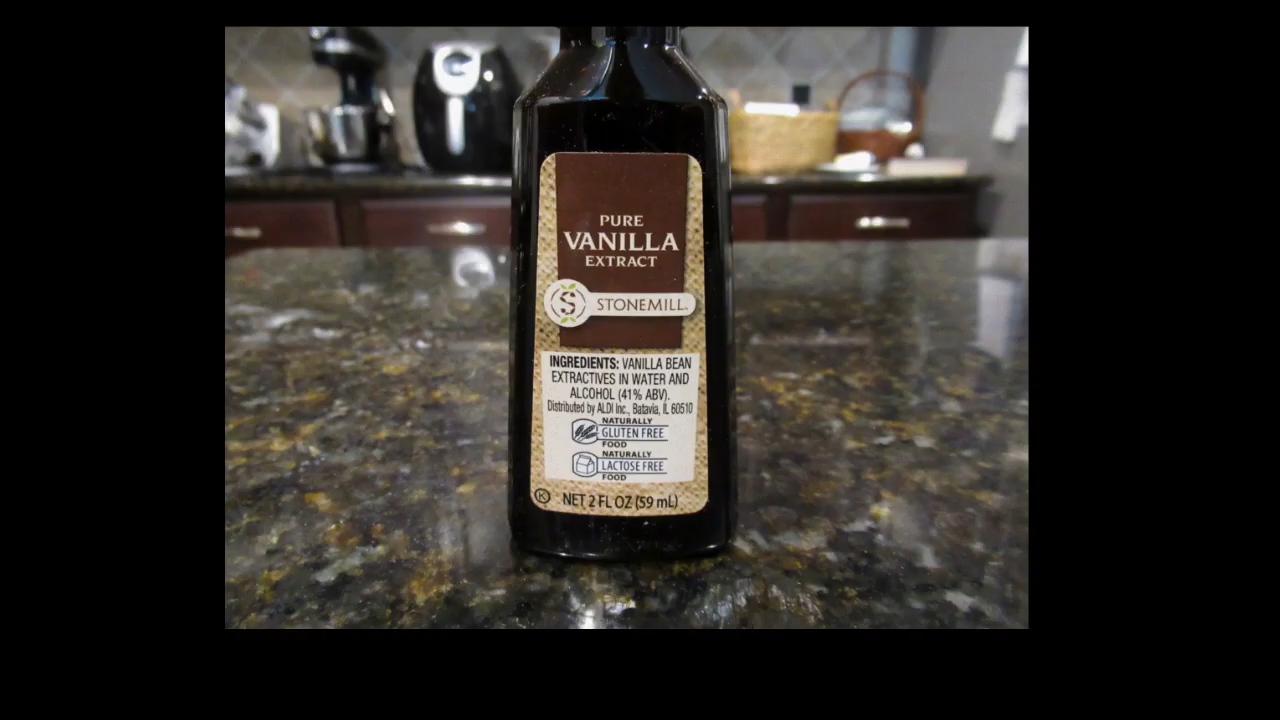 PURE
VANILLA
EXTRACT
S STONEMILL
INGREDIENTS: VANILLA BEAN
EXTRACTIVES IN WATER AND
ALCOHOL (41% ABV).
Distributed by ALDI Inc., Batavia, IL 60510
NATURALLY
GLUTEN FREE
FOOD
NATURALLY
LACTOSE FREE
FOOD
K NET 2 FL OZ (59 mL)